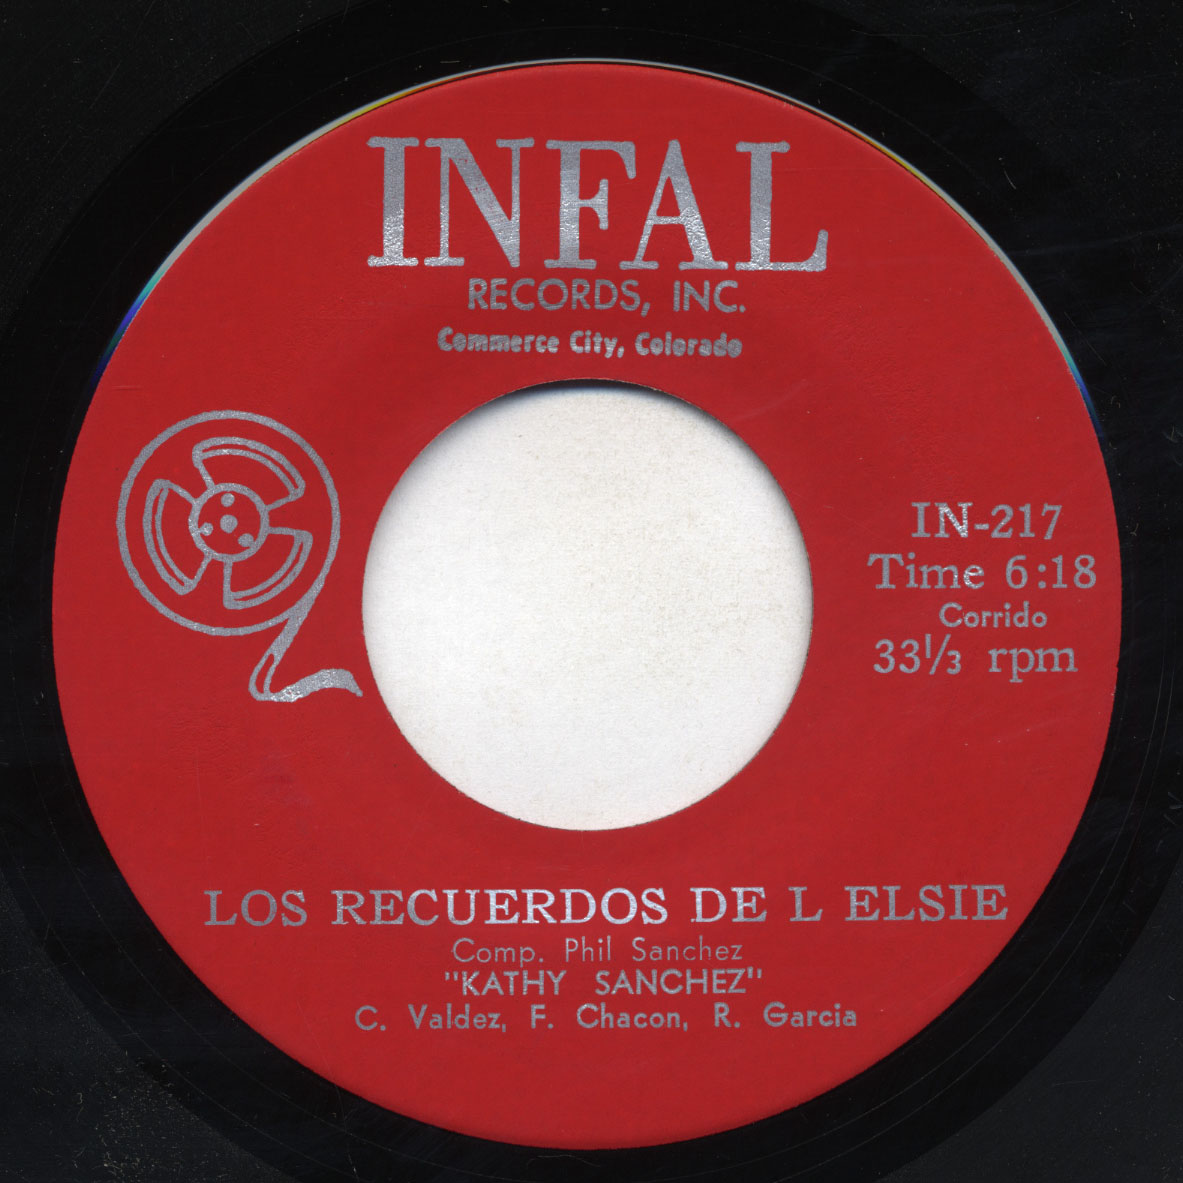 INFAL
RECORDS, INC.
Commerce City, Colorado
IN-217
Time 6:18
Corrido
33⅓ rpm
LOS RECUERDOS DE L ELSIE
Comp. Phil Sanchez
"KATHY SANCHEZ"
C. Valdez, F. Chacon, R. Garcia